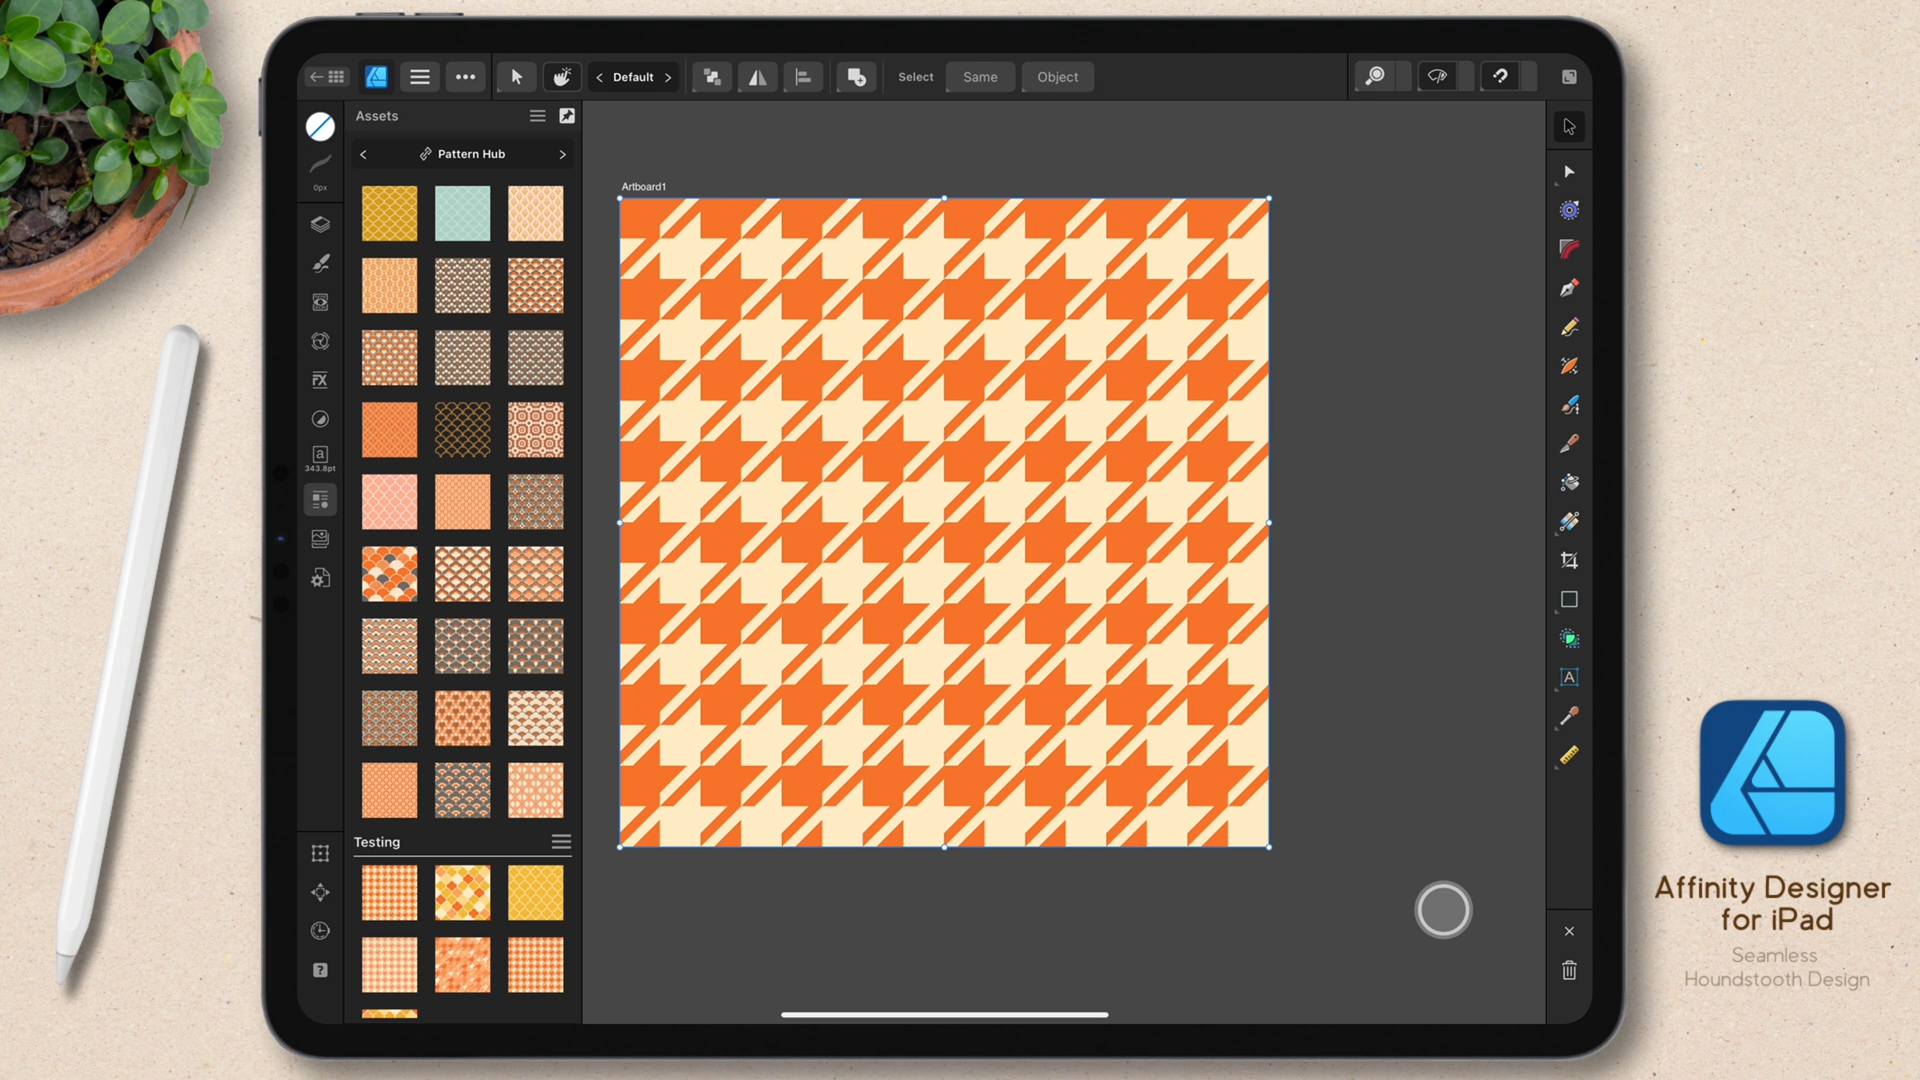 Default
Select
Same
Object
Assets
Pattern Hub
0px
Artboard1
FX
a
343.8pt
A
Testing
?
Affinity Designer
for iPad
Seamless
Houndstooth Design